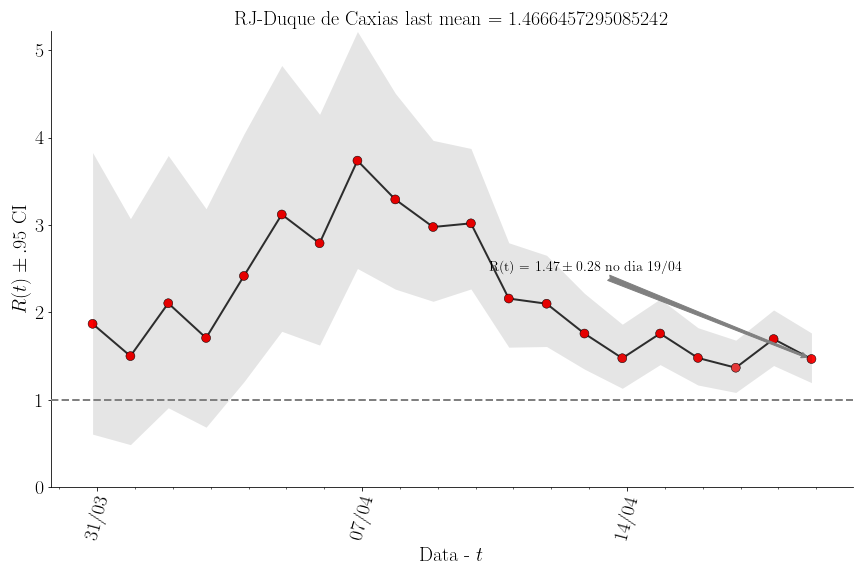 RJ-Duque de Caxias last mean = 1.4666457295085242
R(t) ± .95 CI
5
4
3
2
1
0
R(t) = 1.47 ± 0.28 no dia 19/04
31/03
07/04
14/04
Data - t